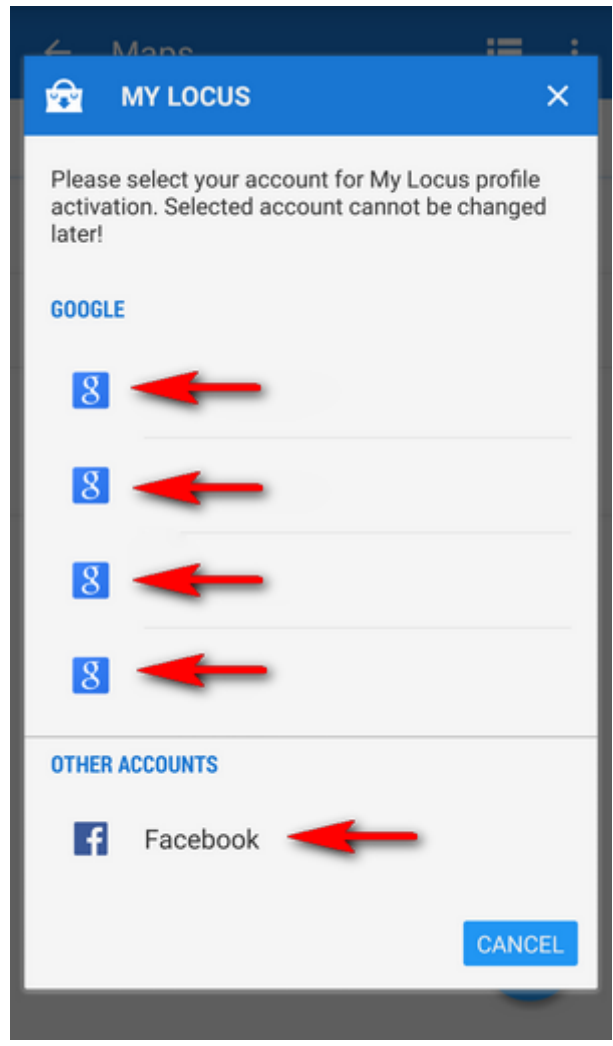 Maps
MY LOCUS
Please select your account for My Locus profile
activation. Selected account cannot be changed
later!
GOOGLE
g
g
g
g
OTHER ACCOUNTS
f Facebook
CANCEL